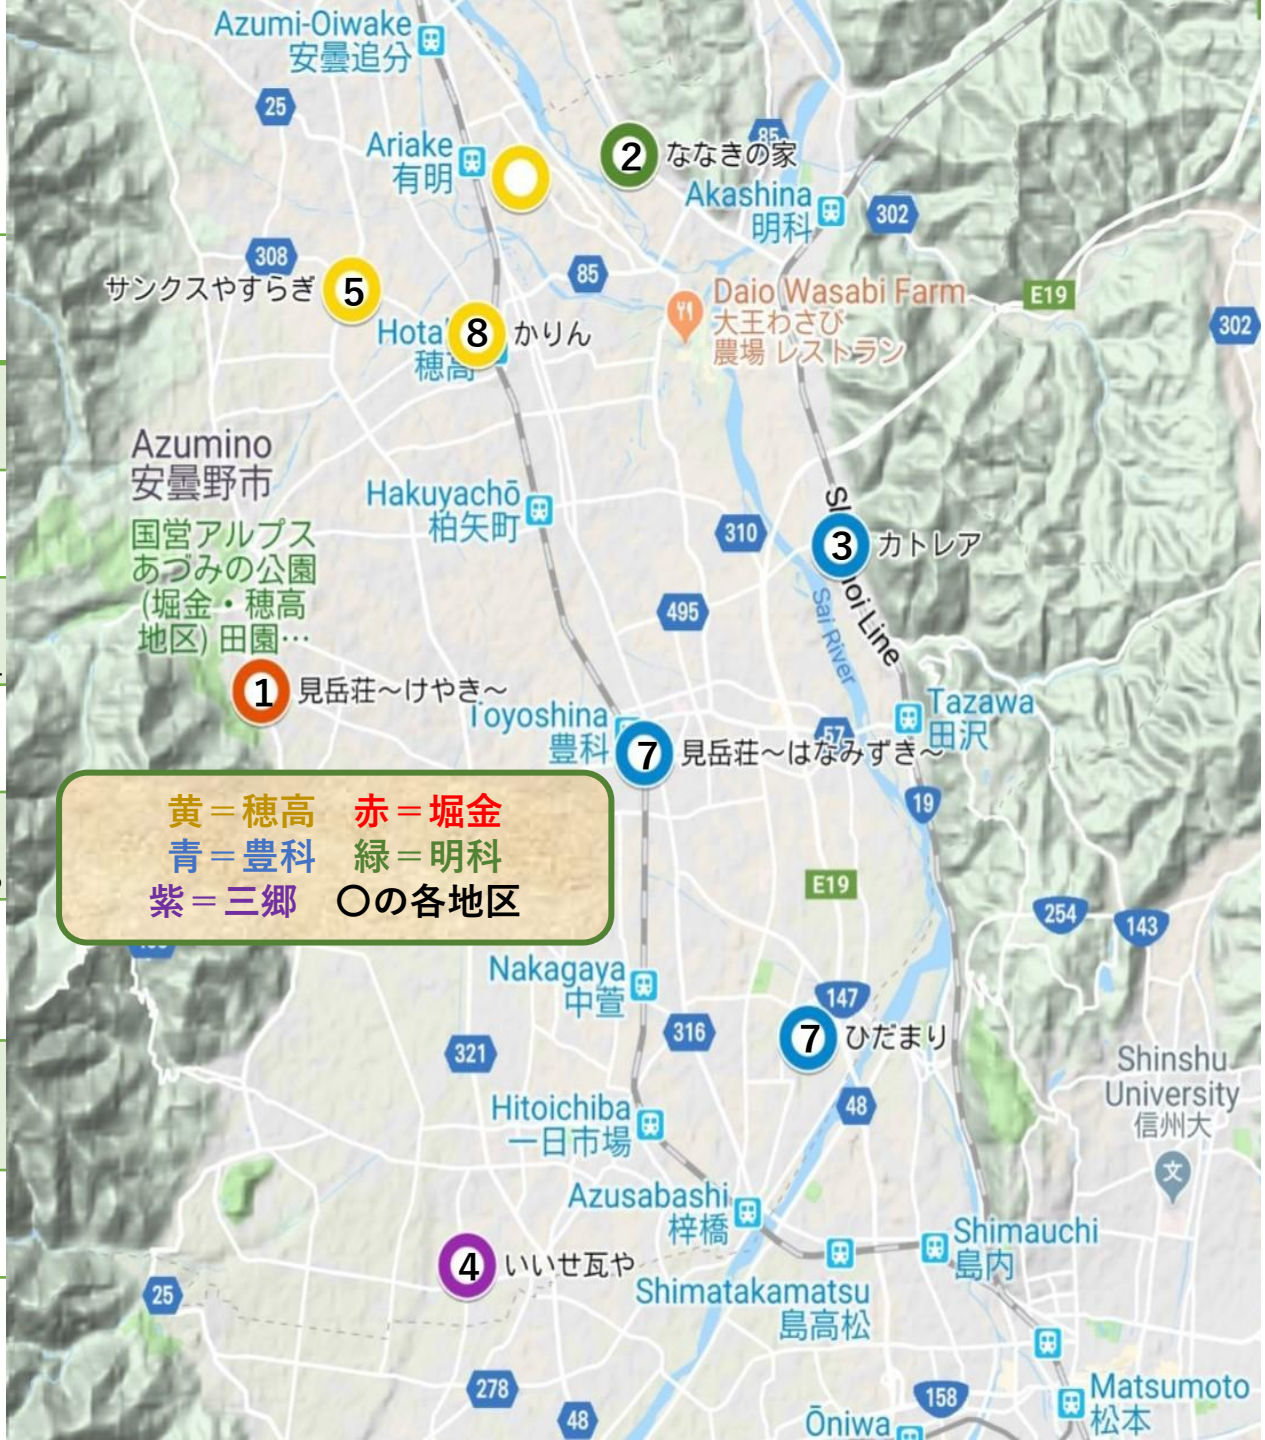 Azumi-Oiwake
安曇追分
25
Ariake
有明
2 ななきの家
85
Akashina
明科
302
308
85
サンクスやすらぎ 5
Daio Wasabi Farm
大王わさび
農場 レストラン
E19
302
8 かりん
穂高
Azumino
安曇野市
Hakuyachō
柏矢町
310
3 カトレア
国営アルプス
あづみの公園
(堀金・穂高
地区) 田園…
495
Sai River
Line
1 見岳荘～けやき～
Toyoshina
豊科
7 見岳荘～はなみずき～
57
Tazawa
田沢
19
黄＝穂高 赤＝堀金
青＝豊科 緑＝明科
紫＝三郷 〇の各地区
E19
254
143
Nakagaya
中萱
147
316
7 ひだまり
321
48
Shinshu
University
信州大
Hitoichiba
一日市場
Azusabashi
梓橋
Shimauchi
島内
4 いいせ瓦や
Shimatakamatsu
島高松
25
278
48
158
Matsumoto
松本
Ōniwa